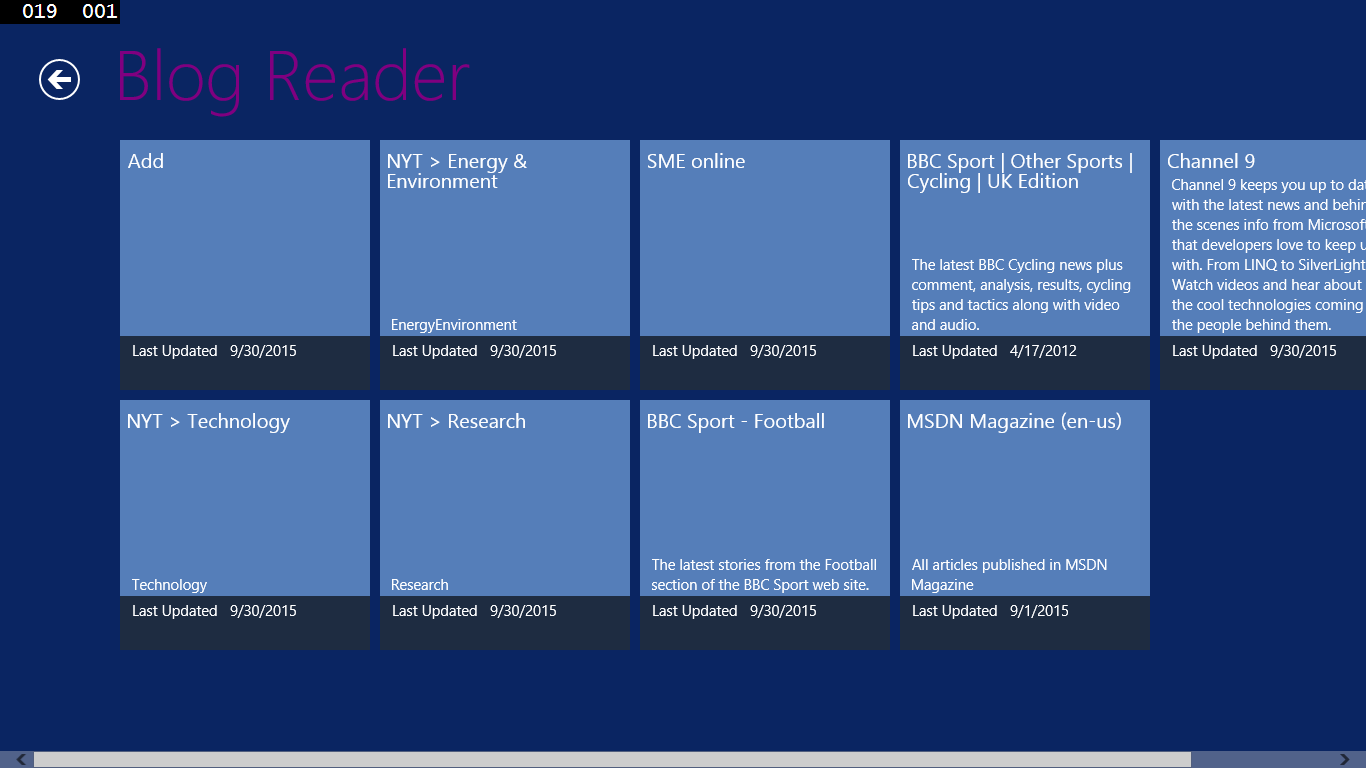 019 001
Blog Reader
Add
Last Updated 9/30/2015
NYT > Energy &
Environment
EnergyEnvironment
Last Updated 9/30/2015
SME online
Last Updated 9/30/2015
BBC Sport | Other Sports |
Cycling | UK Edition
The latest BBC Cycling news plus
comment, analysis, results, cycling
tips and tactics along with video
and audio.
Last Updated 4/17/2012
Channel 9
Channel 9 keeps you up to dat
with the latest news and behin
the scenes info from Microsoft
that developers love to keep u
with. From LINQ to SilverLight
Watch videos and hear about
the cool technologies coming
the people behind them.
Last Updated 9/30/2015
NYT > Technology
Technology
Last Updated 9/30/2015
NYT > Research
Research
Last Updated 9/30/2015
BBC Sport - Football
The latest stories from the Football
section of the BBC Sport web site.
Last Updated 9/30/2015
MSDN Magazine (en-us)
All articles published in MSDN
Magazine
Last Updated 9/1/2015